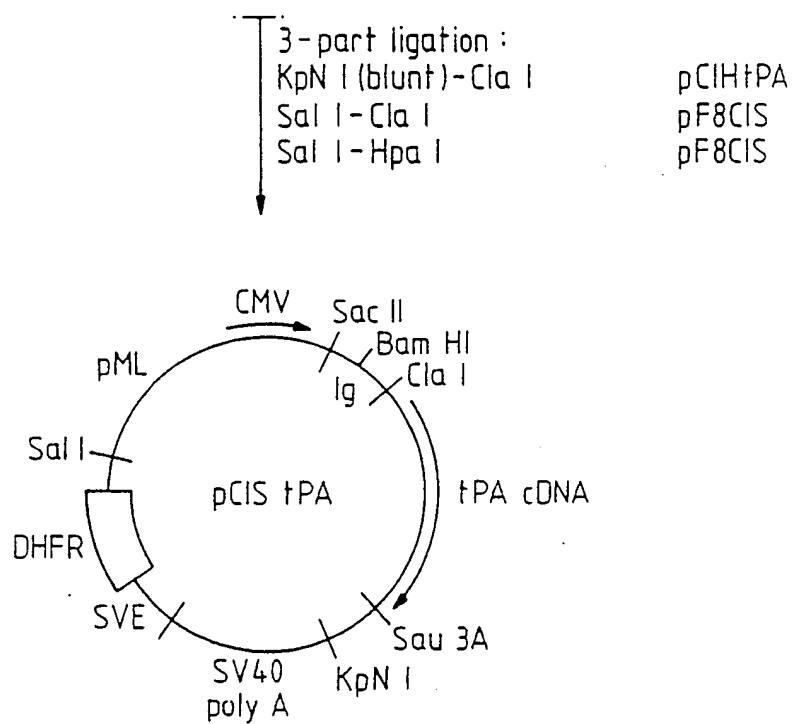 3-part ligation :
KpN I (blunt)-Cla I pCIHtPA
Sal I-Cla I pF8CIS
Sal I-Hpa I pF8CIS
CMV
Sac II
Bam HI
pML
Ig
Cla I
Sal I
pCIS tPA
tPA cDNA
DHFR
SVE
Sau 3A
SV40
KpN I
poly A